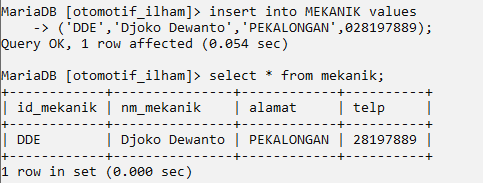 MariaDB [otomotif_ilham]> insert into MEKANIK values
    -> ('DDE','Djoko Dewanto','PEKALONGAN',028197889);
Query OK, 1 row affected (0.054 sec)

MariaDB [otomotif_ilham]> select * from mekanik;
+------------+---------------+------------+----------+
| id_mekanik | nm_mekanik    | alamat     | telp     |
+------------+---------------+------------+----------+
| DDE        | Djoko Dewanto | PEKALONGAN | 28197889 |
+------------+---------------+------------+----------+
1 row in set (0.000 sec)